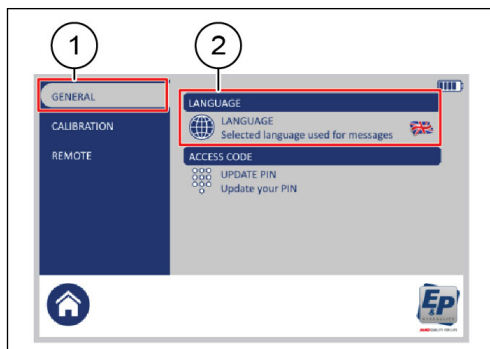 1
2
GENERAL
CALIBRATION
REMOTE
LANGUAGE
LANGUAGE
Selected language used for messages
ACCESS CODE
UPDATE PIN
Update your PIN
E&P
HYDRAULICS